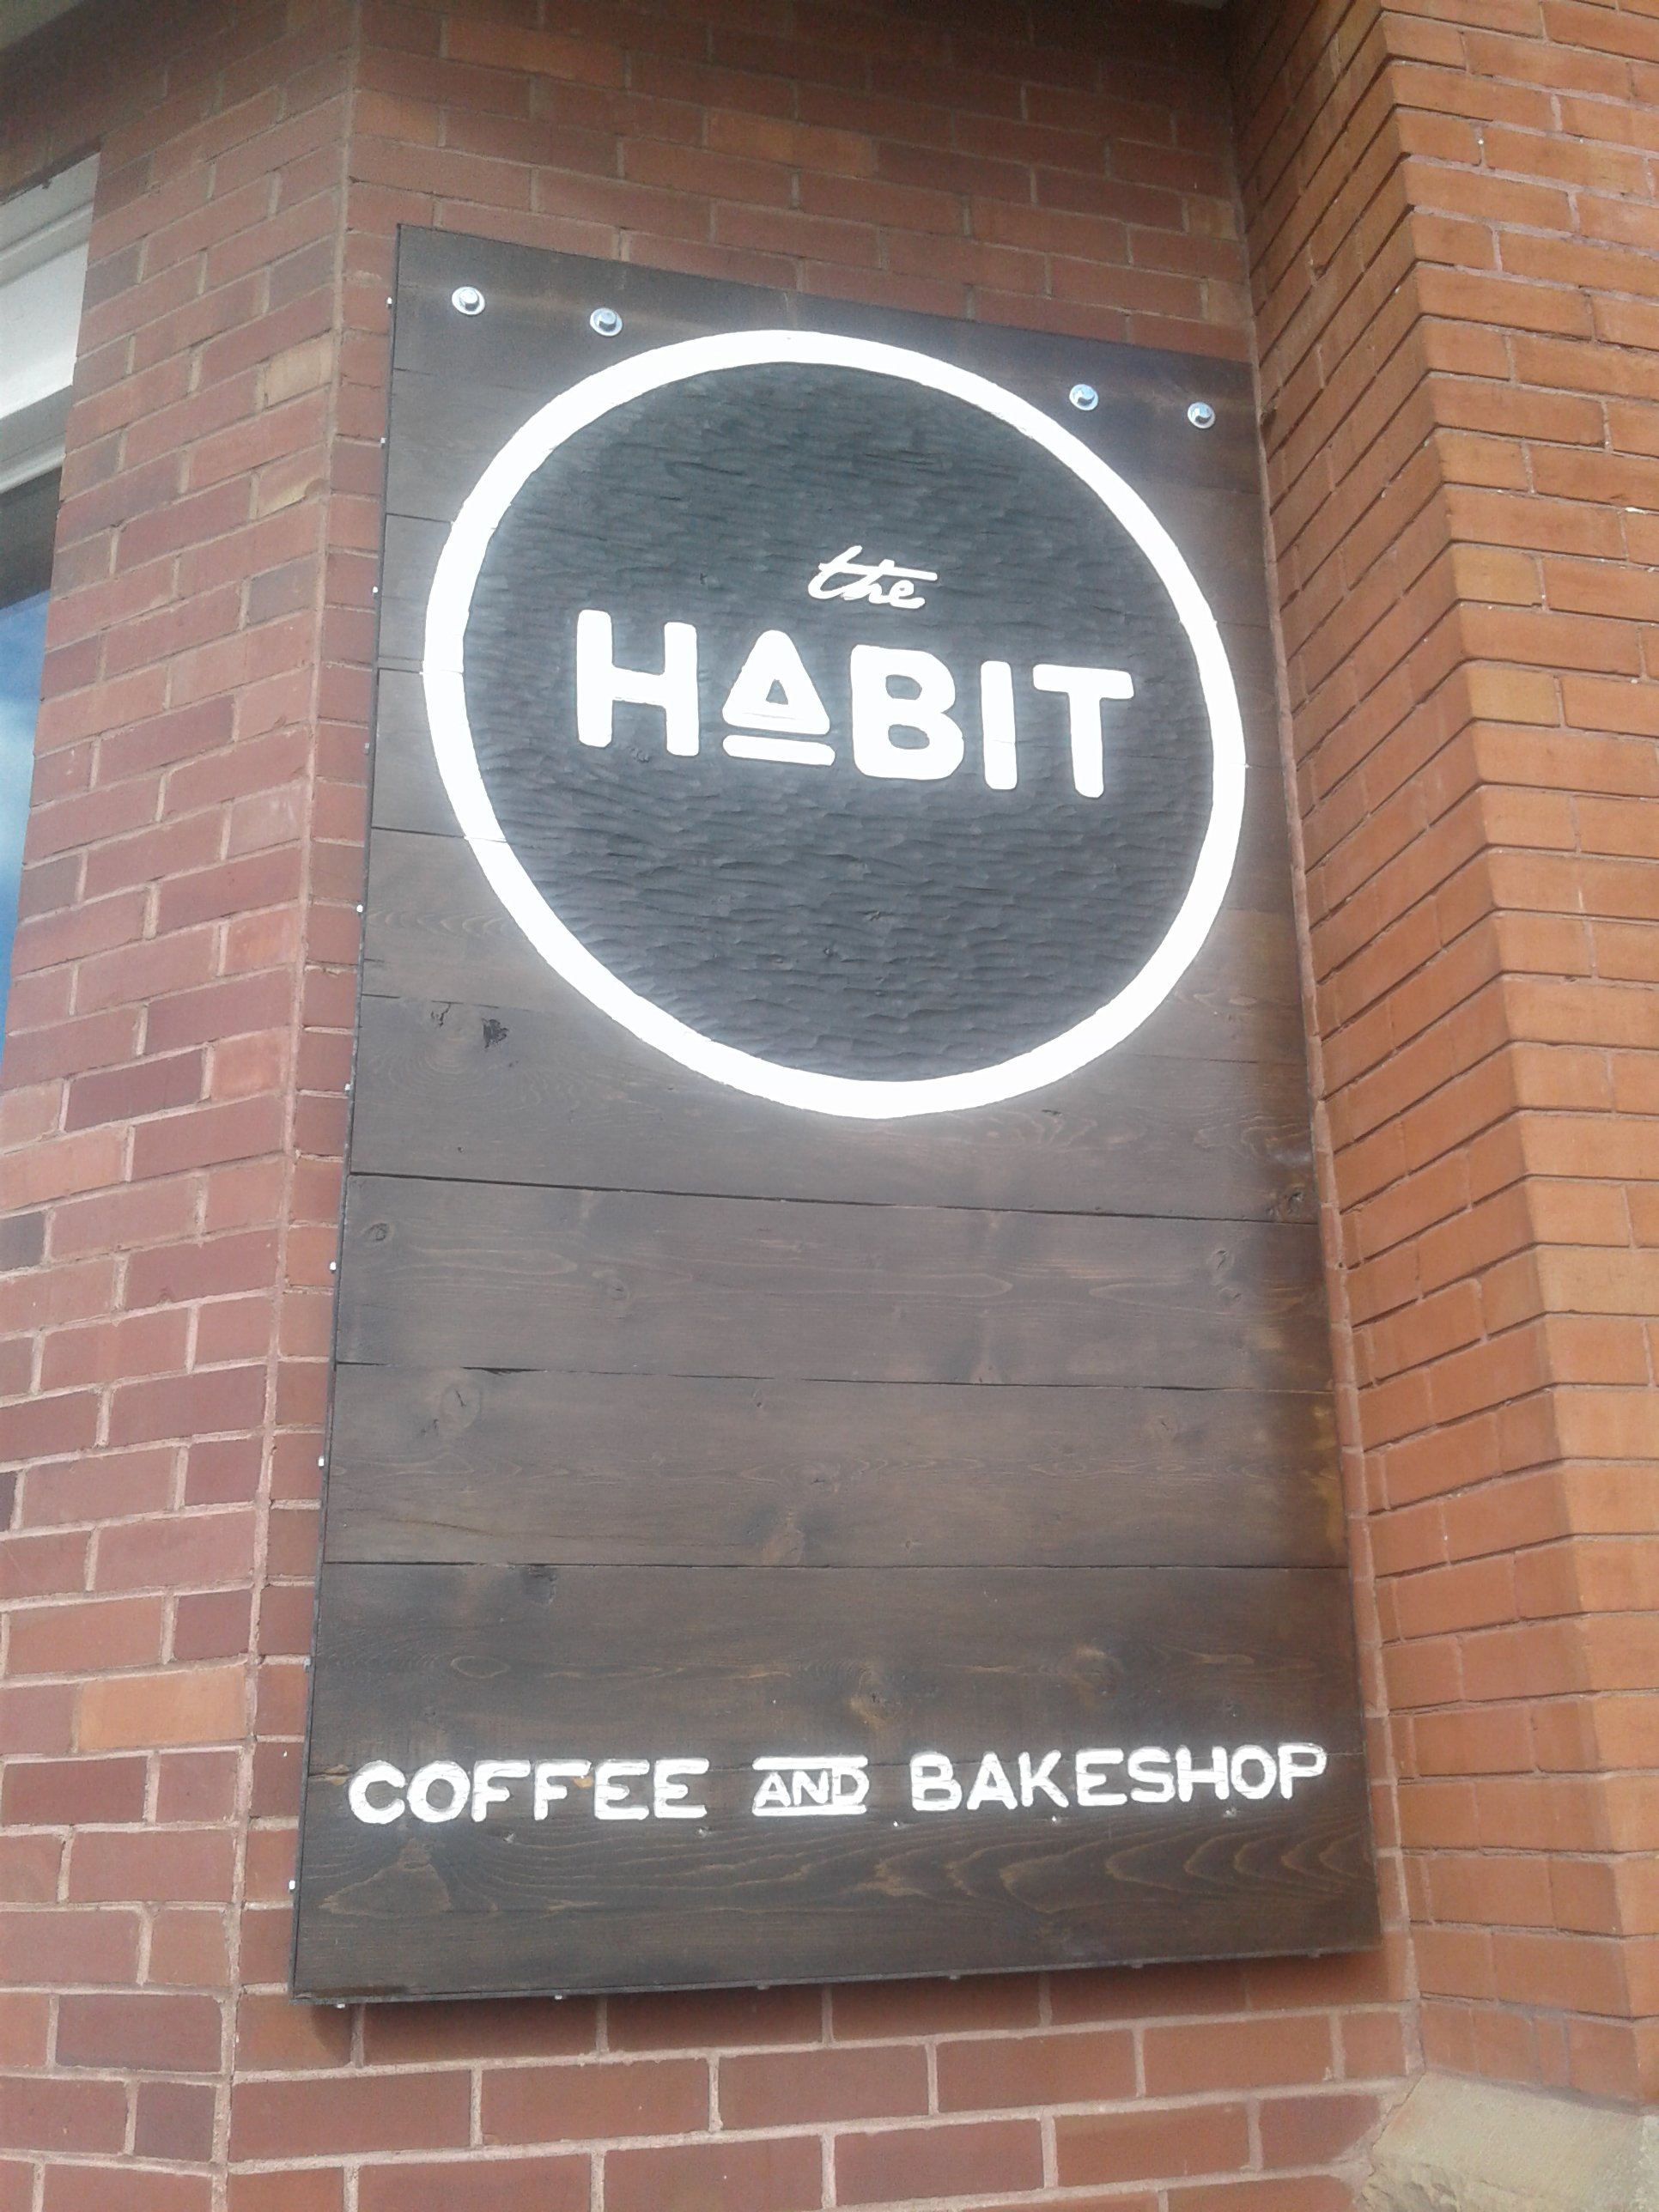 the
HABIT
COFFEE AND BAKESHOP